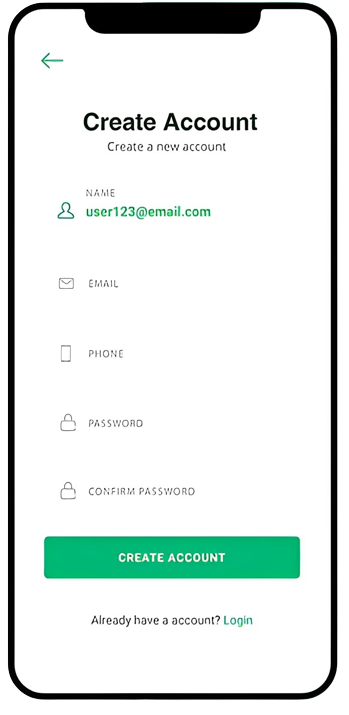 Create Account
Create a new account
NAME
user123@email.com
EMAIL
PHONE
PASSWORD
CONFIRM PASSWORD
CREATE ACCOUNT
Already have a account? Login